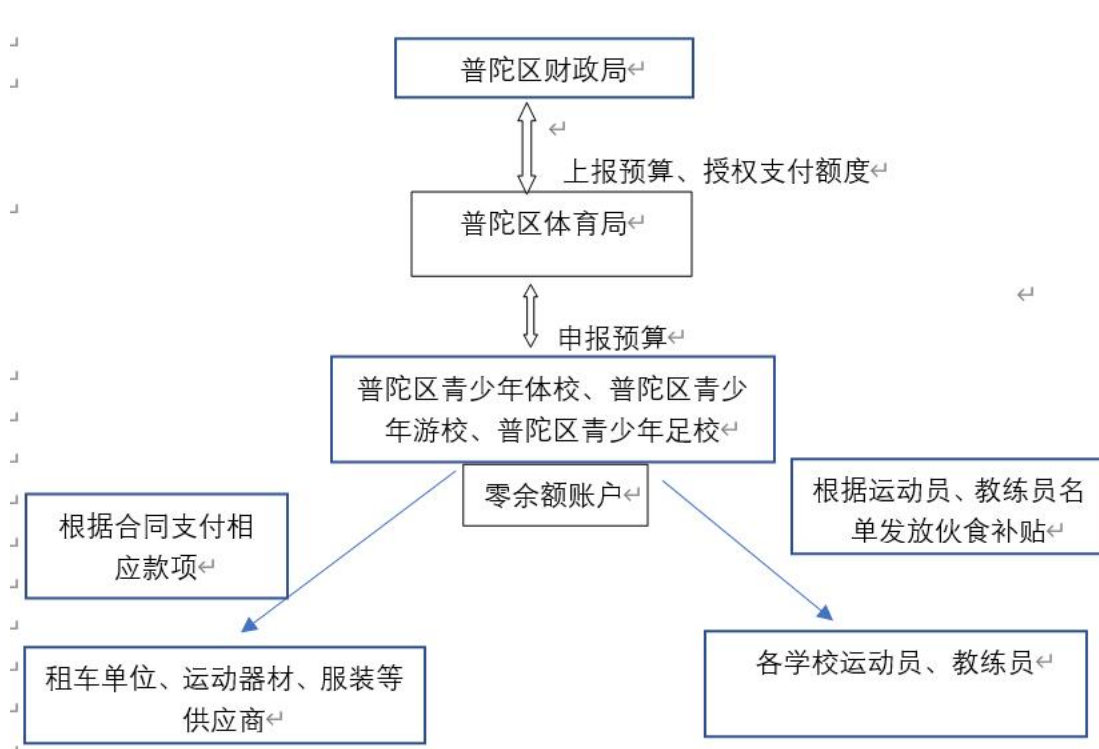 普陀区财政局
上报预算、授权支付额度
普陀区体育局
申报预算
普陀区青少年体校、普陀区青少
年游校、普陀区青少年足校
零余额账户
根据合同支付相
应款项
根据运动员、教练员名
单发放伙食补贴
租车单位、运动器材、服装等
供应商
各学校运动员、教练员